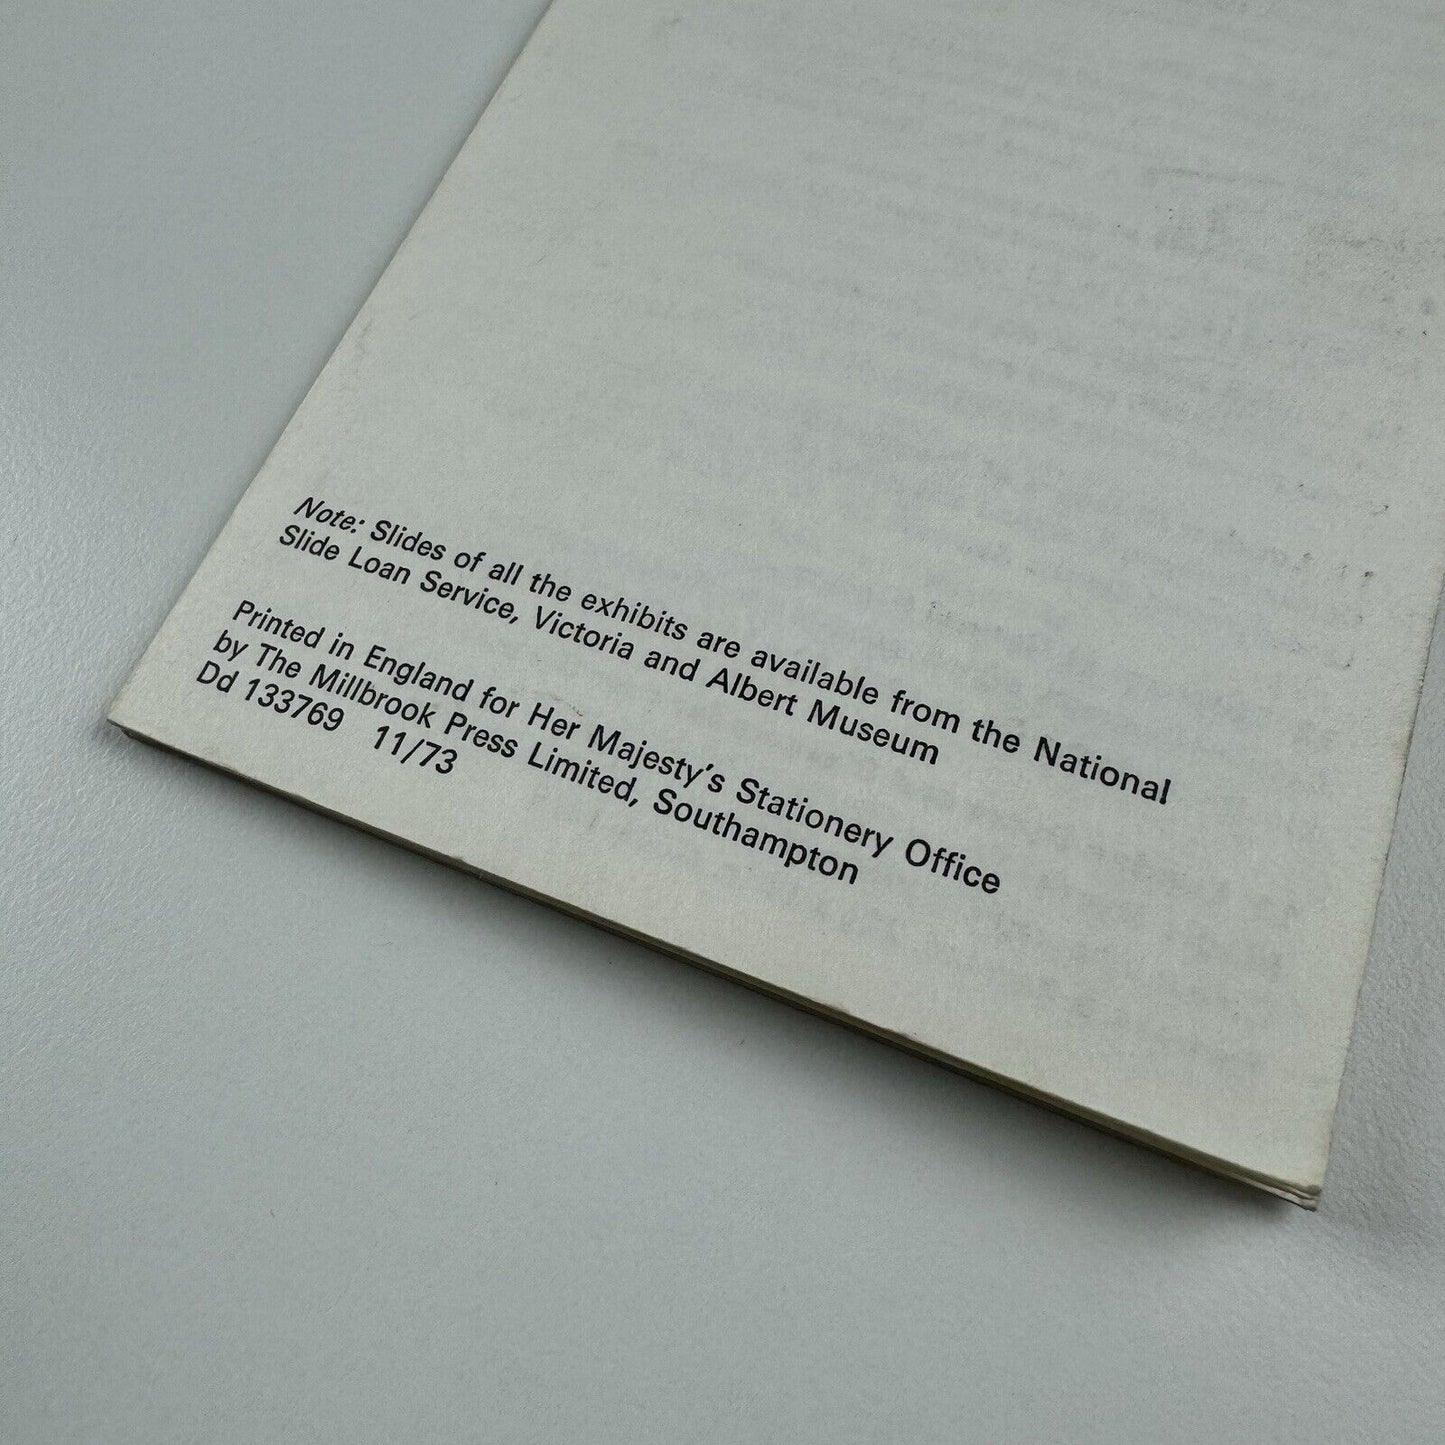 Note: Slides of all the exhibits are available from the National
Slide Loan Service, Victoria and Albert Museum
Printed in England for Her Majesty's Stationery Office
by The Millbrook Press Limited, Southampton
Dd 133769 11/73